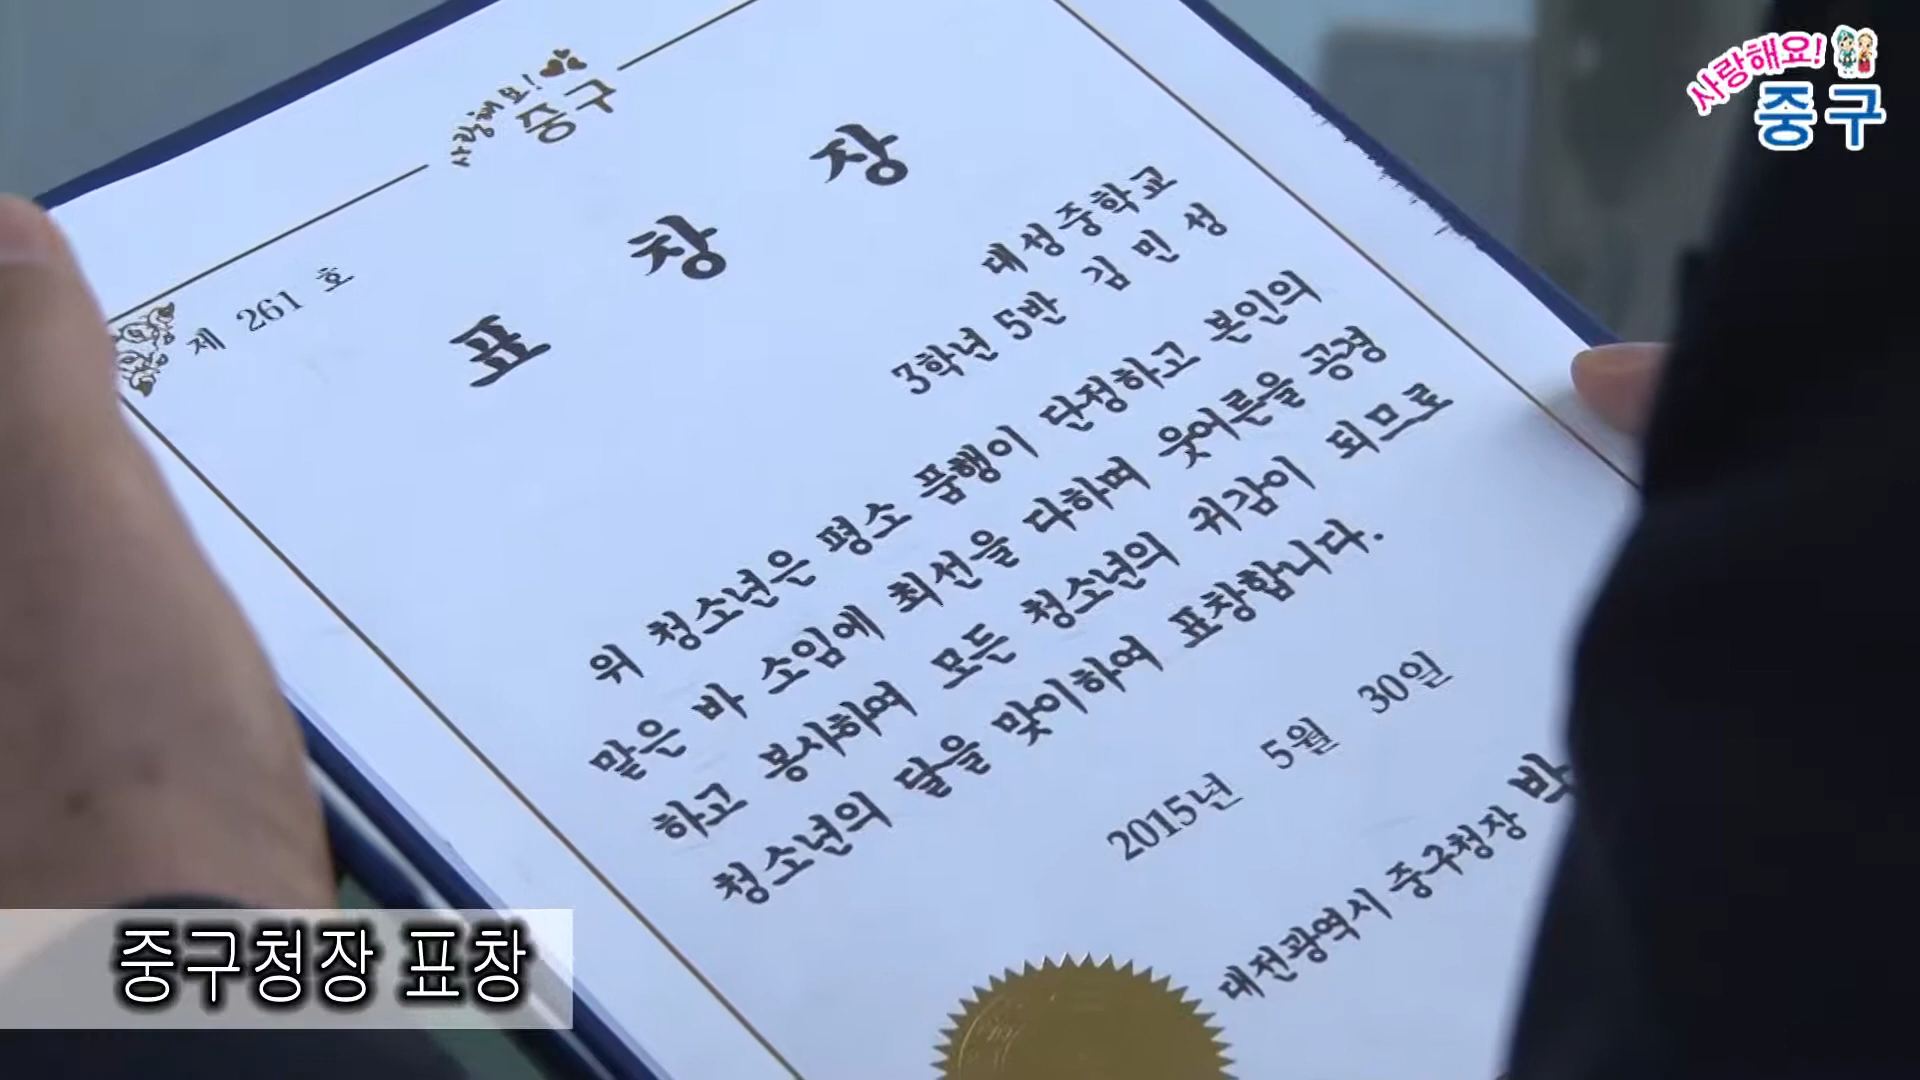 사랑해요!
중구
사랑해요!
중구
제 261 호
표 창 장
대성중학교
3학년 5반 김 민 성
위 청소년은 평소 품행이 단정하고 본인의
맡은 바 소임에 최선을 다하며 웃어른을 공경
하고 봉사하여 모든 청소년의 귀감이 되므로
청소년의 달을 맞이하여 표창합니다.
2015년 5월 30일
대전광역시 중구청장 박
중구청장 표창